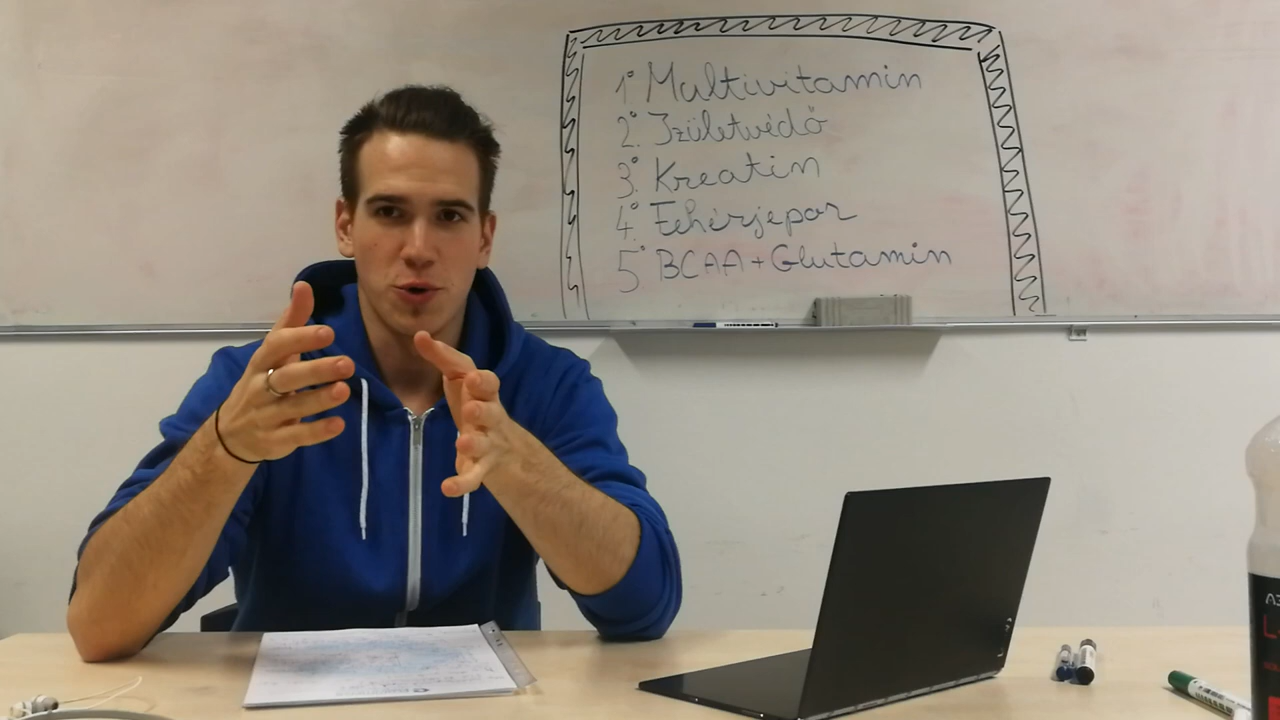 1° Multivitamin
2° Izületvédő
3° Kreatin
4° Fehérjepor
5° BCAA + Glutamin